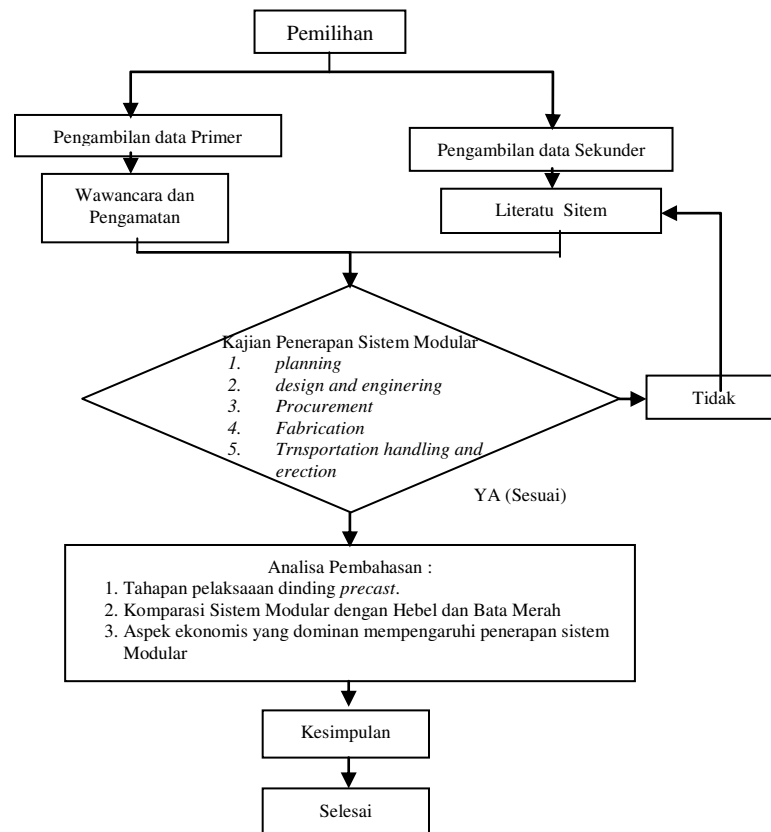 Pemilihan
Pengambilan data Primer
Pengambilan data Sekunder
Wawancara dan
Pengamatan
Literatu Sitem
Kajian Penerapan Sistem Modular
1. planning
2. design and enginering
3. Procurement
4. Fabrication
5. Trnsportation handling and
erection
Tidak
YA (Sesuai)
Analisa Pembahasan :
1. Tahapan pelaksaaan dinding precast.
2. Komparasi Sistem Modular dengan Hebel dan Bata Merah
3. Aspek ekonomis yang dominan mempengaruhi penerapan sistem
Modular
Kesimpulan
Selesai